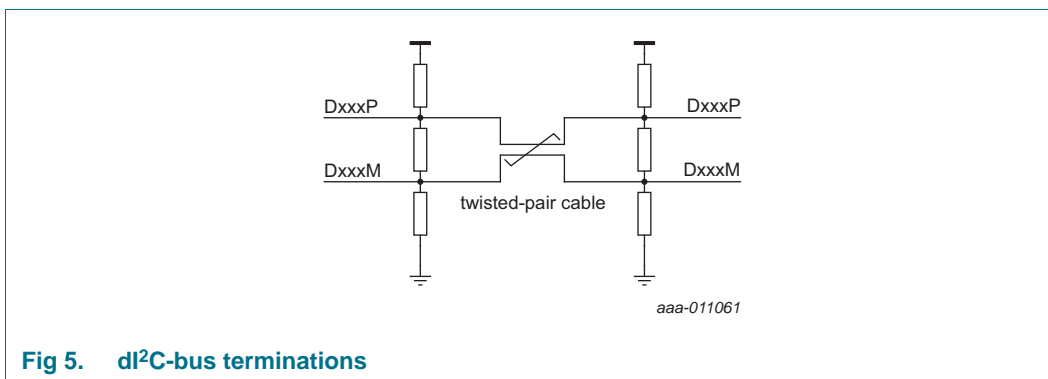 DxxxP DxxxP
DxxxM DxxxM
twisted-pair cable
aaa-011061
Fig 5. dI²C-bus terminations